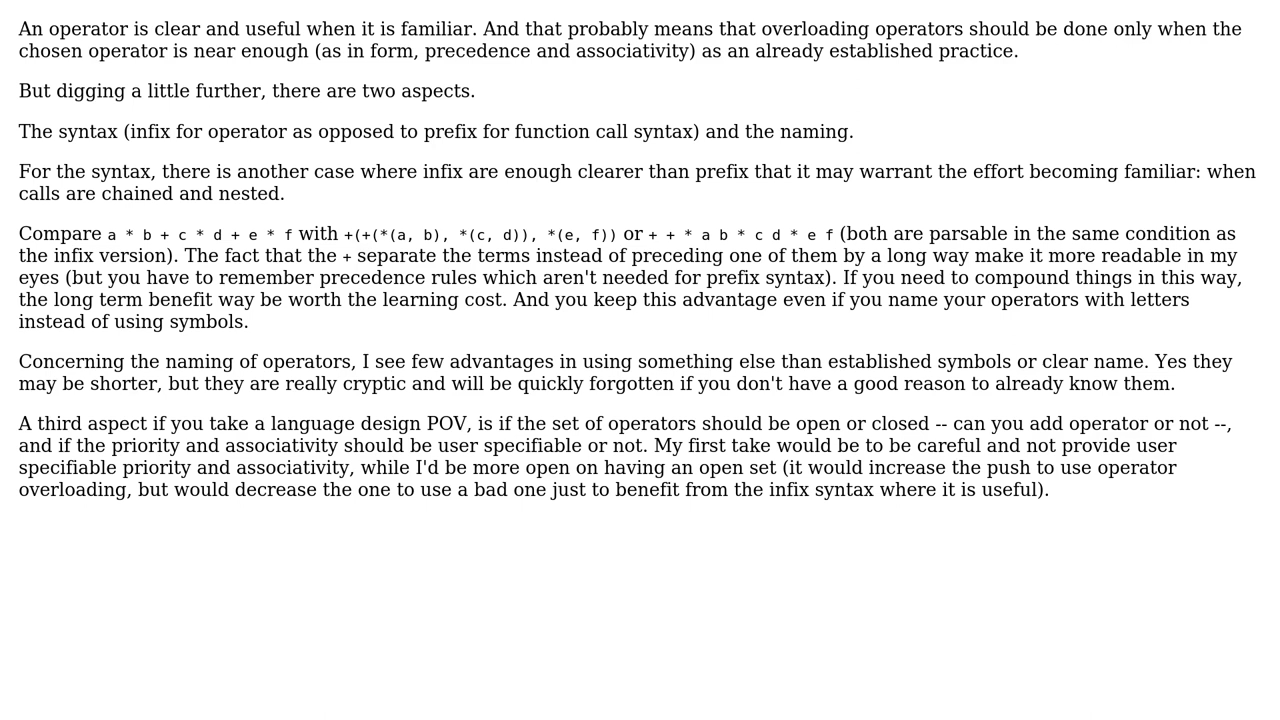 An operator is clear and useful when it is familiar. And that probably means that overloading operators should be done only when the
chosen operator is near enough (as in form, precedence and associativity) as an already established practice.
But digging a little further, there are two aspects.
The syntax (infix for operator as opposed to prefix for function call syntax) and the naming.
For the syntax, there is another case where infix are enough clearer than prefix that it may warrant the effort becoming familiar: when
calls are chained and nested.
Compare a * b + c * d + e * f with +(+(*(a, b), *(c, d)), *(e, f)) or + + * a b * c d * e f (both are parsable in the same condition as
the infix version). The fact that the + separate the terms instead of preceding one of them by a long way make it more readable in my
eyes (but you have to remember precedence rules which aren't needed for prefix syntax). If you need to compound things in this way,
the long term benefit way be worth the learning cost. And you keep this advantage even if you name your operators with letters
instead of using symbols.
Concerning the naming of operators, I see few advantages in using something else than established symbols or clear name. Yes they
may be shorter, but they are really cryptic and will be quickly forgotten if you don't have a good reason to already know them.
A third aspect if you take a language design POV, is if the set of operators should be open or closed -- can you add operator or not --,
and if the priority and associativity should be user specifiable or not. My first take would be to be careful and not provide user
specifiable priority and associativity, while I'd be more open on having an open set (it would increase the push to use operator
overloading, but would decrease the one to use a bad one just to benefit from the infix syntax where it is useful).